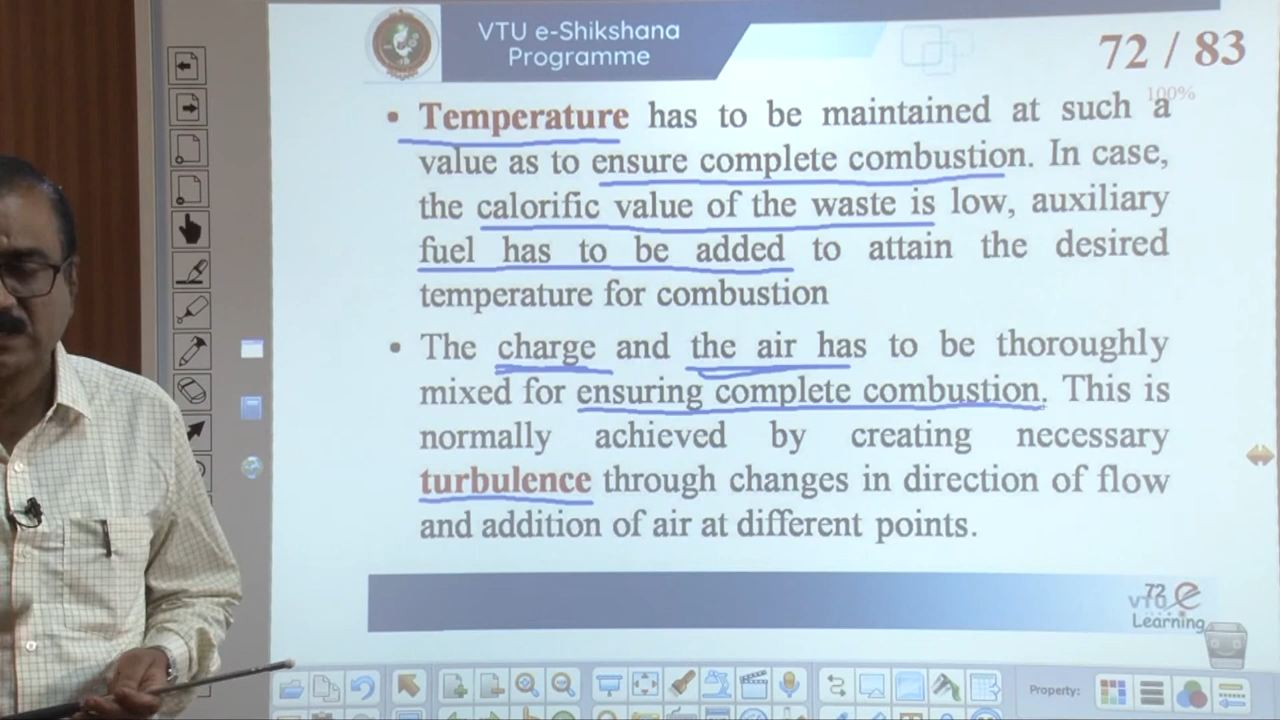 VTU e-Shikshana
Programme
72 / 83
100%
• Temperature has to be maintained at such a
value as to ensure complete combustion. In case,
the calorific value of the waste is low, auxiliary
fuel has to be added to attain the desired
temperature for combustion
• The charge and the air has to be thoroughly
mixed for ensuring complete combustion. This is
normally achieved by creating necessary
turbulence through changes in direction of flow
and addition of air at different points.
72
VTU e
Learning
Property: